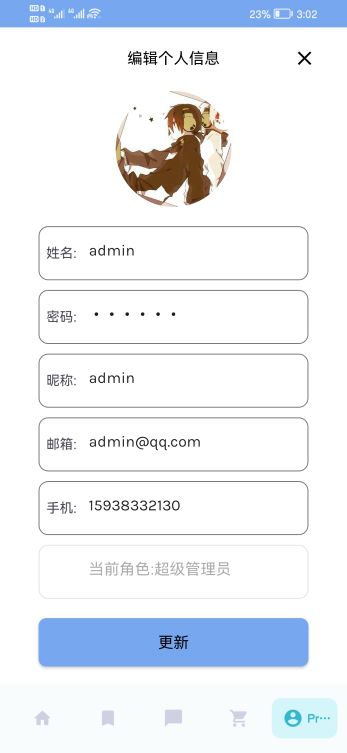 23% 3:02
编辑个人信息
姓名: admin
密码: ••••••
昵称: admin
邮箱: admin@qq.com
手机: 15938332130
当前角色:超级管理员
更新
Pr…